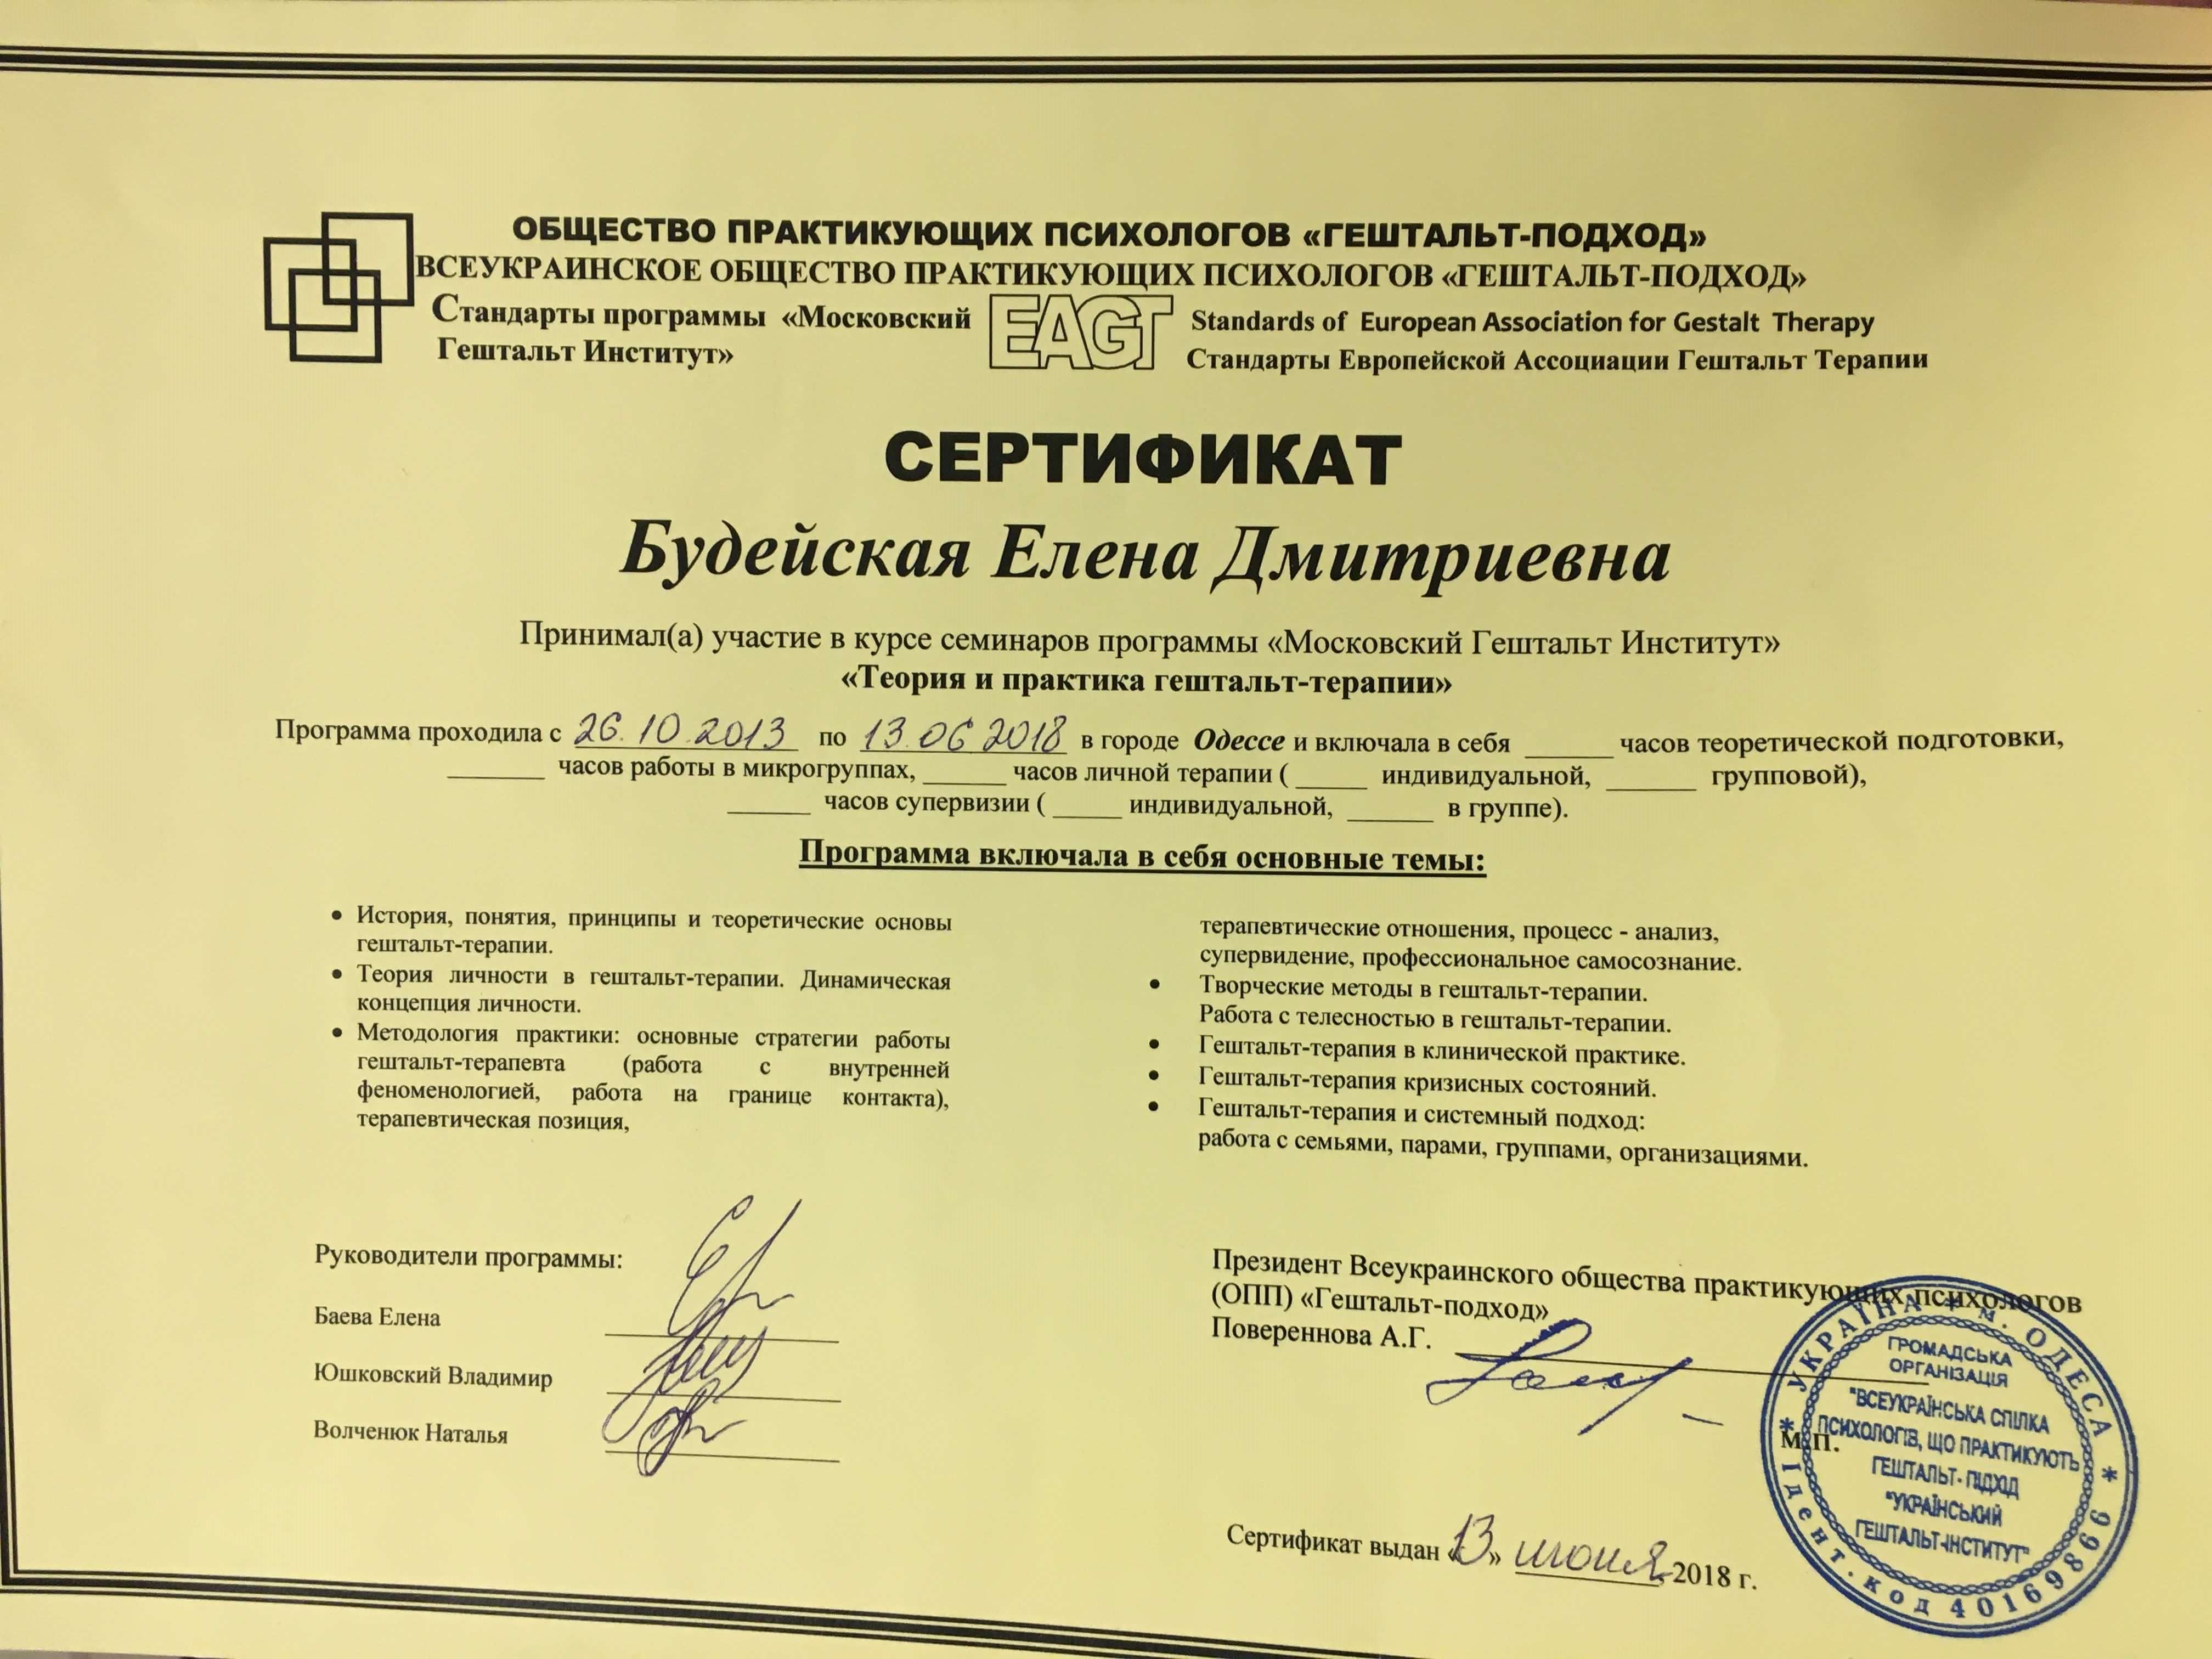 ОБЩЕСТВО ПРАКТИКУЮЩИХ ПСИХОЛОГОВ «ГЕШТАЛЬТ-ПОДХОД»
ВСЕУКРАИНСКОЕ ОБЩЕСТВО ПРАКТИКУЮЩИХ ПСИХОЛОГОВ «ГЕШТАЛЬТ-ПОДХОД»
Стандарты программы «Московский
Гештальт Институт»
EAGT
Standards of European Association for Gestalt Therapy
Стандарты Европейской Ассоциации Гештальт Терапии
СЕРТИФИКАТ
Будейская Елена Дмитриевна
Принимал(а) участие в курсе семинаров программы «Московский Гештальт Институт»
«Теория и практика гештальт-терапии»
Программа проходила с 26.10.2013 по 13.06 2018 в городе Одессе и включала в себя ______ часов теоретической подготовки,
_______ часов работы в микрогруппах, ______ часов личной терапии ( _____ индивидуальной, ______ групповой),
______ часов супервизии ( _____ индивидуальной, ______ в группе).
Программа включала в себя основные темы:
• История, понятия, принципы и теоретические основы
гештальт-терапии.
• Теория личности в гештальт-терапии. Динамическая
концепция личности.
• Методология практики: основные стратегии работы
гештальт-терапевта (работа с внутренней
феноменологией, работа на границе контакта),
терапевтическая позиция,
терапевтические отношения, процесс - анализ,
супервидение, профессиональное самосознание.
• Творческие методы в гештальт-терапии.
Работа с телесностью в гештальт-терапии.
• Гештальт-терапия в клинической практике.
• Гештальт-терапия кризисных состояний.
• Гештальт-терапия и системный подход:
работа с семьями, парами, группами, организациями.
Руководители программы:
Баева Елена
Юшковский Владимир
Волченюк Наталья
Президент Всеукраинского общества практикующих психологов
(ОПП) «Гештальт-подход»
Повереннова А.Г.
М.П.
Сертификат выдан «13» июня 2018 г.
УКРАЇНА * м. ОДЕСА * Ідент. код 40169866 *
ГРОМАДСЬКА
ОРГАНІЗАЦІЯ
"ВСЕУКРАЇНСЬКА СПІЛКА
ПСИХОЛОГІВ, ЩО ПРАКТИКУЮТЬ
ГЕШТАЛЬТ- ПІДХІД
"УКРАЇНСЬКИЙ
ГЕШТАЛЬТ-ІНСТИТУТ"